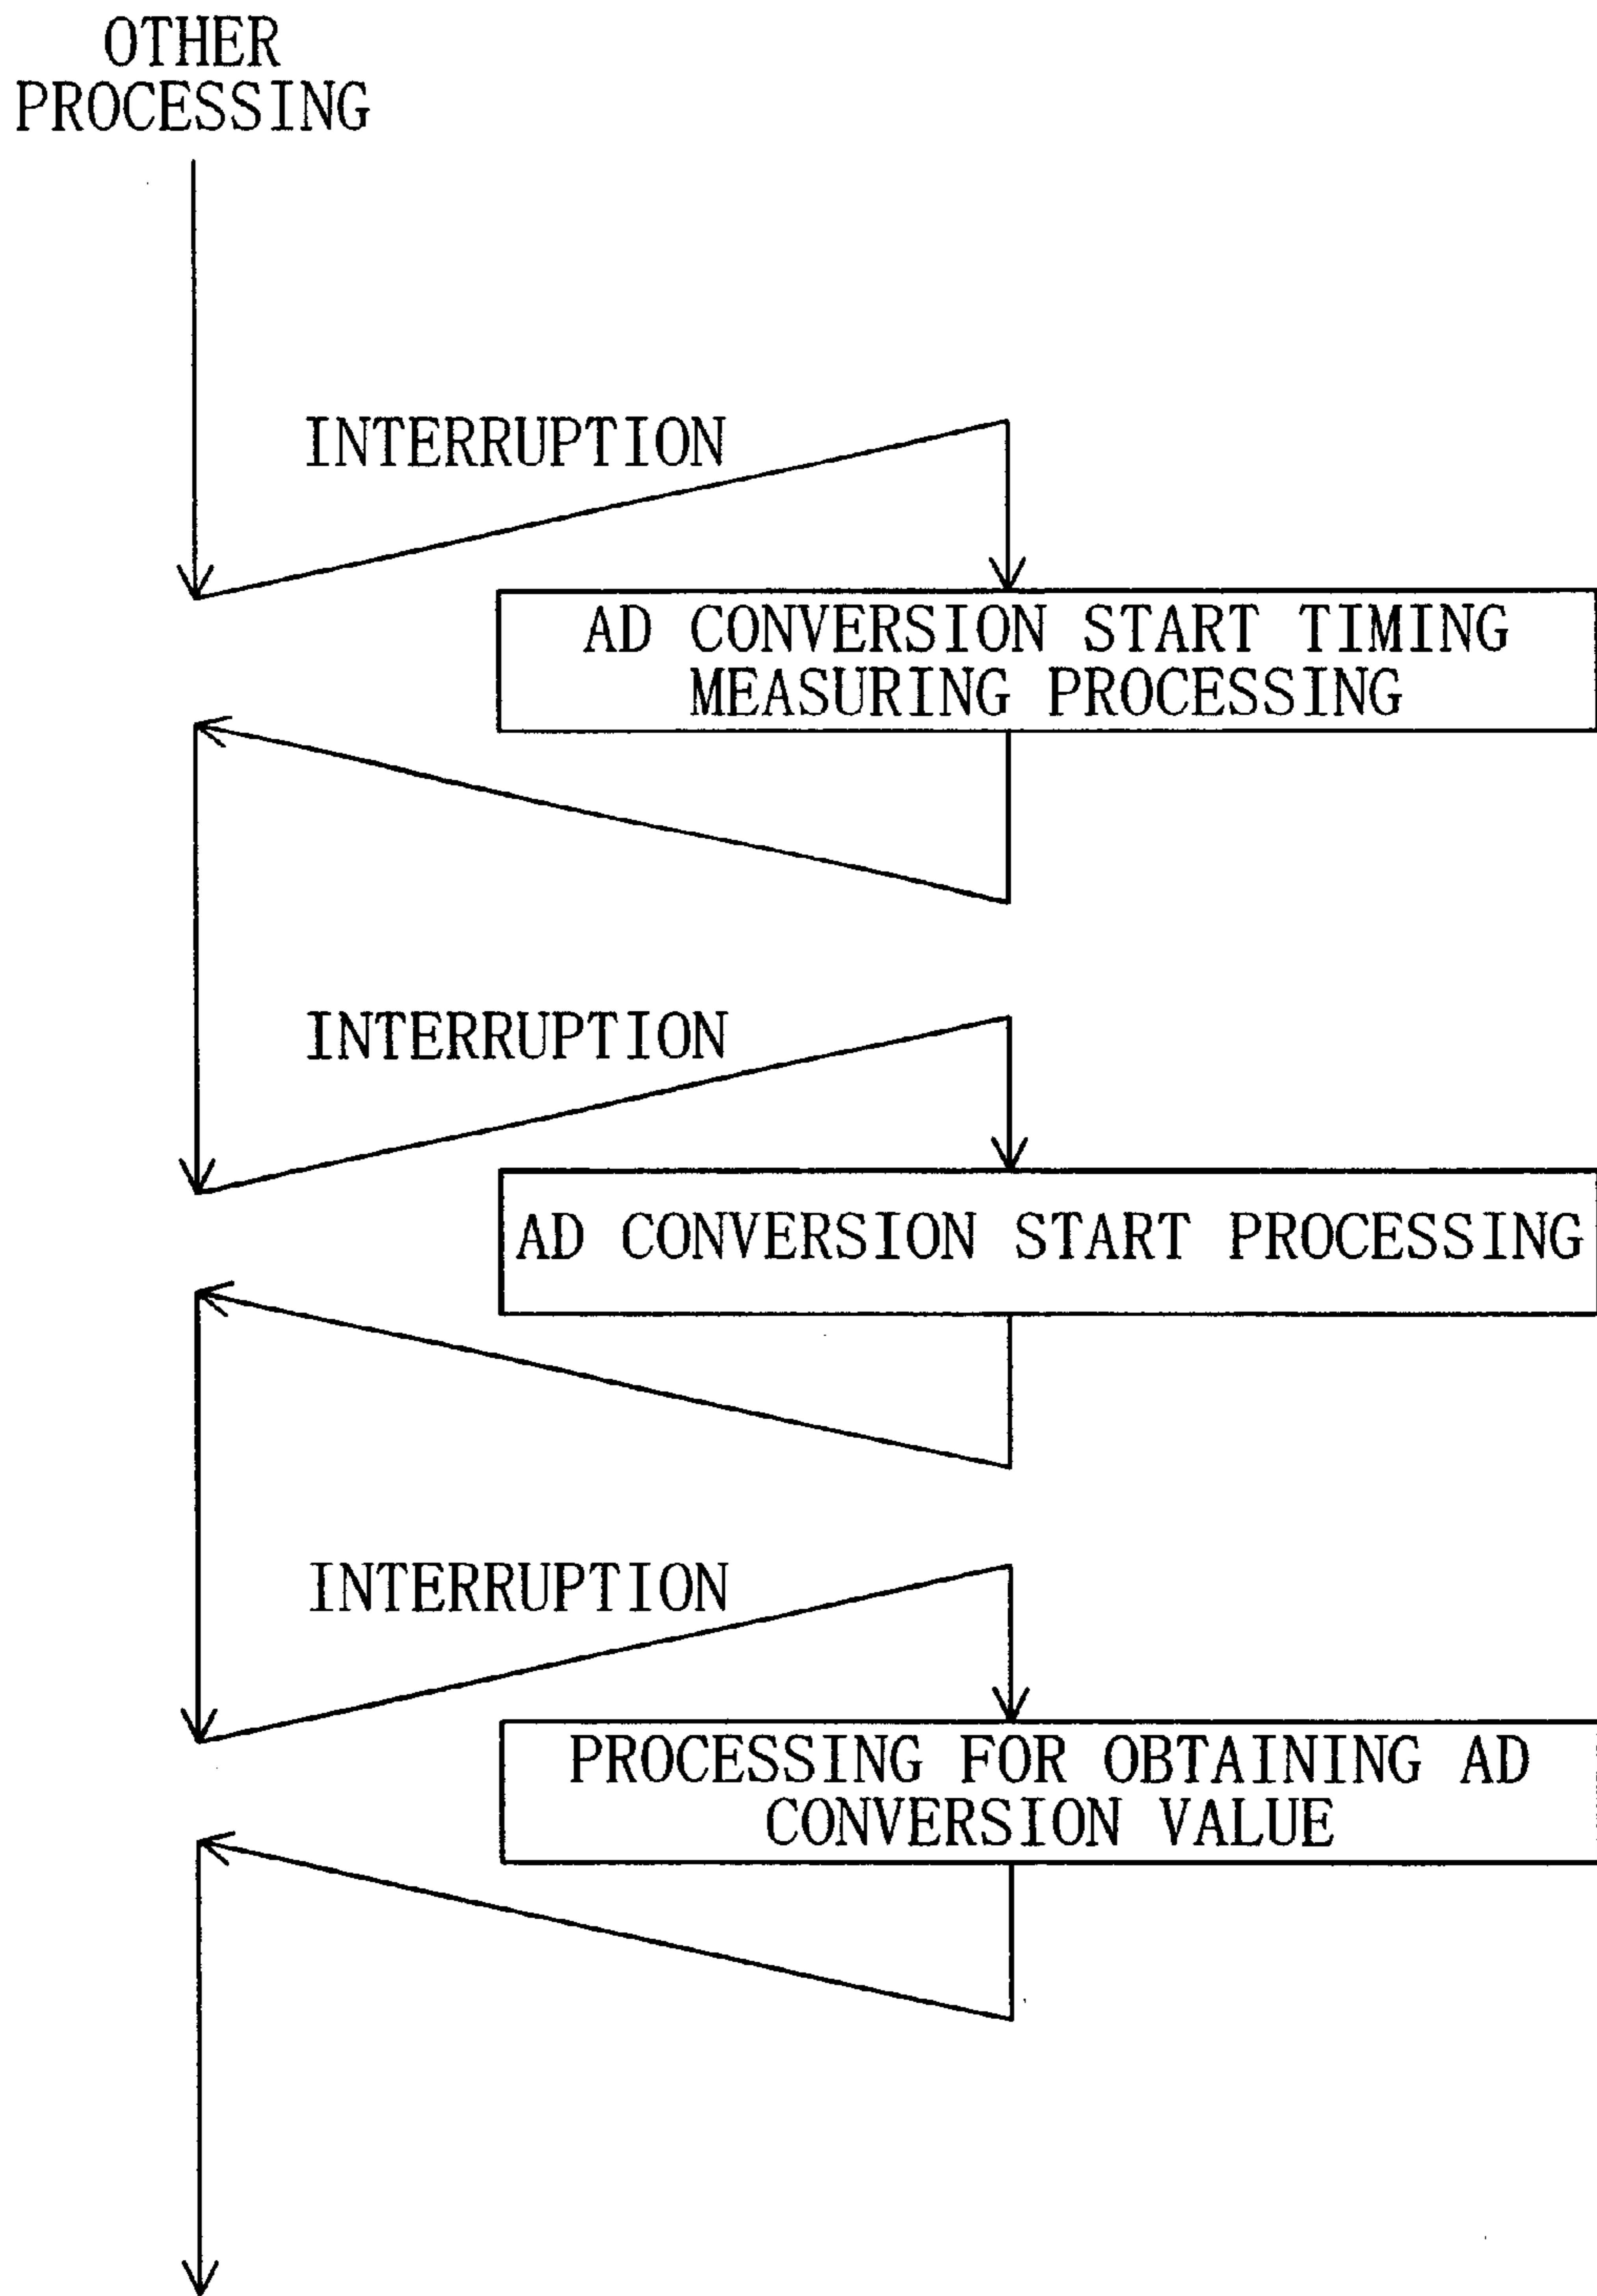 OTHER
PROCESSING
INTERRUPTION
AD CONVERSION START TIMING
MEASURING PROCESSING
INTERRUPTION
AD CONVERSION START PROCESSING
INTERRUPTION
PROCESSING FOR OBTAINING AD
CONVERSION VALUE